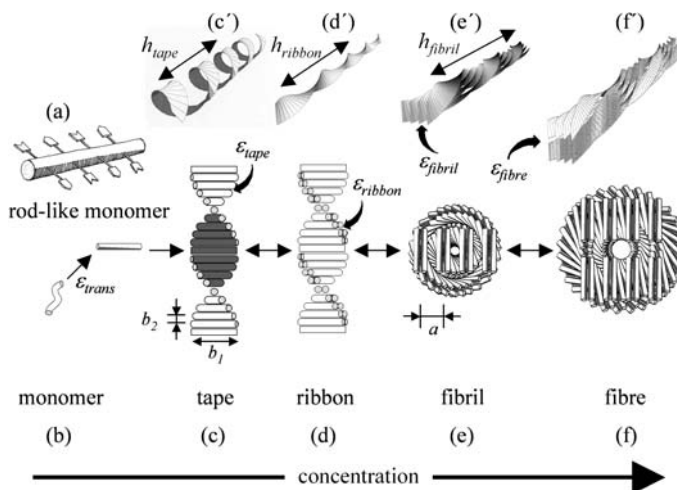 (c´) (d´) (e´) (f´)
h_tape h_ribbon h_fibril
(a)
ε_tape ε_ribbon ε_fibril ε_fibre
rod-like monomer
ε_trans
b_2
b_1
a
monomer tape ribbon fibril fibre
(b) (c) (d) (e) (f)
concentration